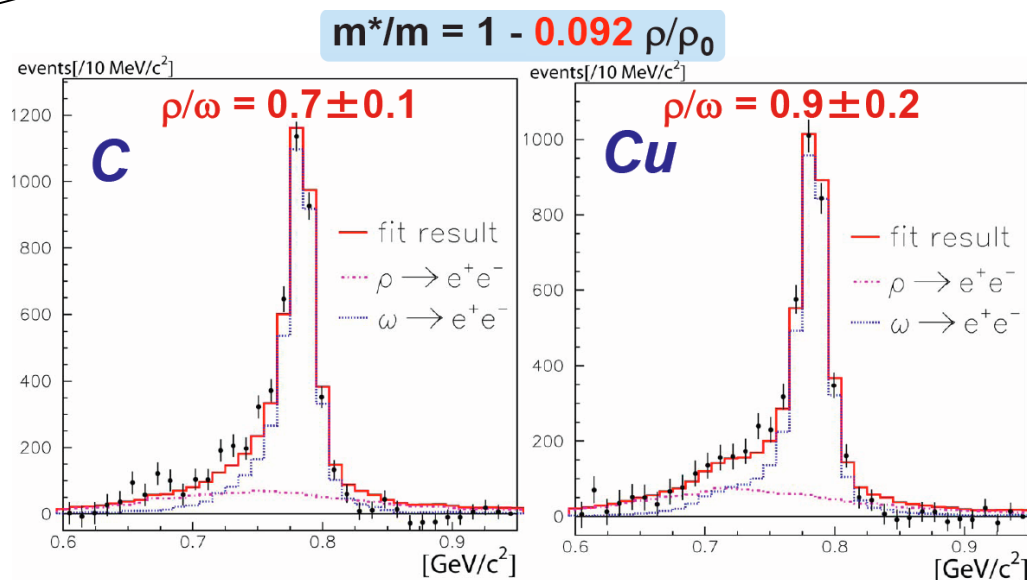 m*/m = 1 - 0.092 ρ/ρ₀
events[/10 MeV/c²]
ρ/ω = 0.7±0.1
C
1200
1000
800
600
400
200
0
fit result
ρ → e⁺e⁻
ω → e⁺e⁻
0.6 0.7 0.8 0.9
[GeV/c²]
events[/10 MeV/c²]
ρ/ω = 0.9±0.2
Cu
1000
800
600
400
200
0
fit result
ρ → e⁺e⁻
ω → e⁺e⁻
0.6 0.7 0.8 0.9
[GeV/c²]